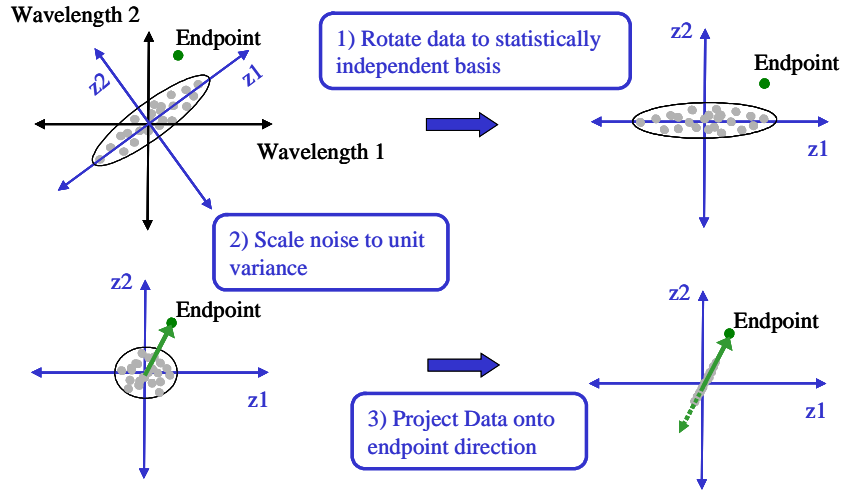 Wavelength 2
Endpoint
z2
z1
Wavelength 1
1) Rotate data to statistically
independent basis
z2
Endpoint
z1
2) Scale noise to unit
variance
z2
Endpoint
z1
3) Project Data onto
endpoint direction
z2
Endpoint
z1